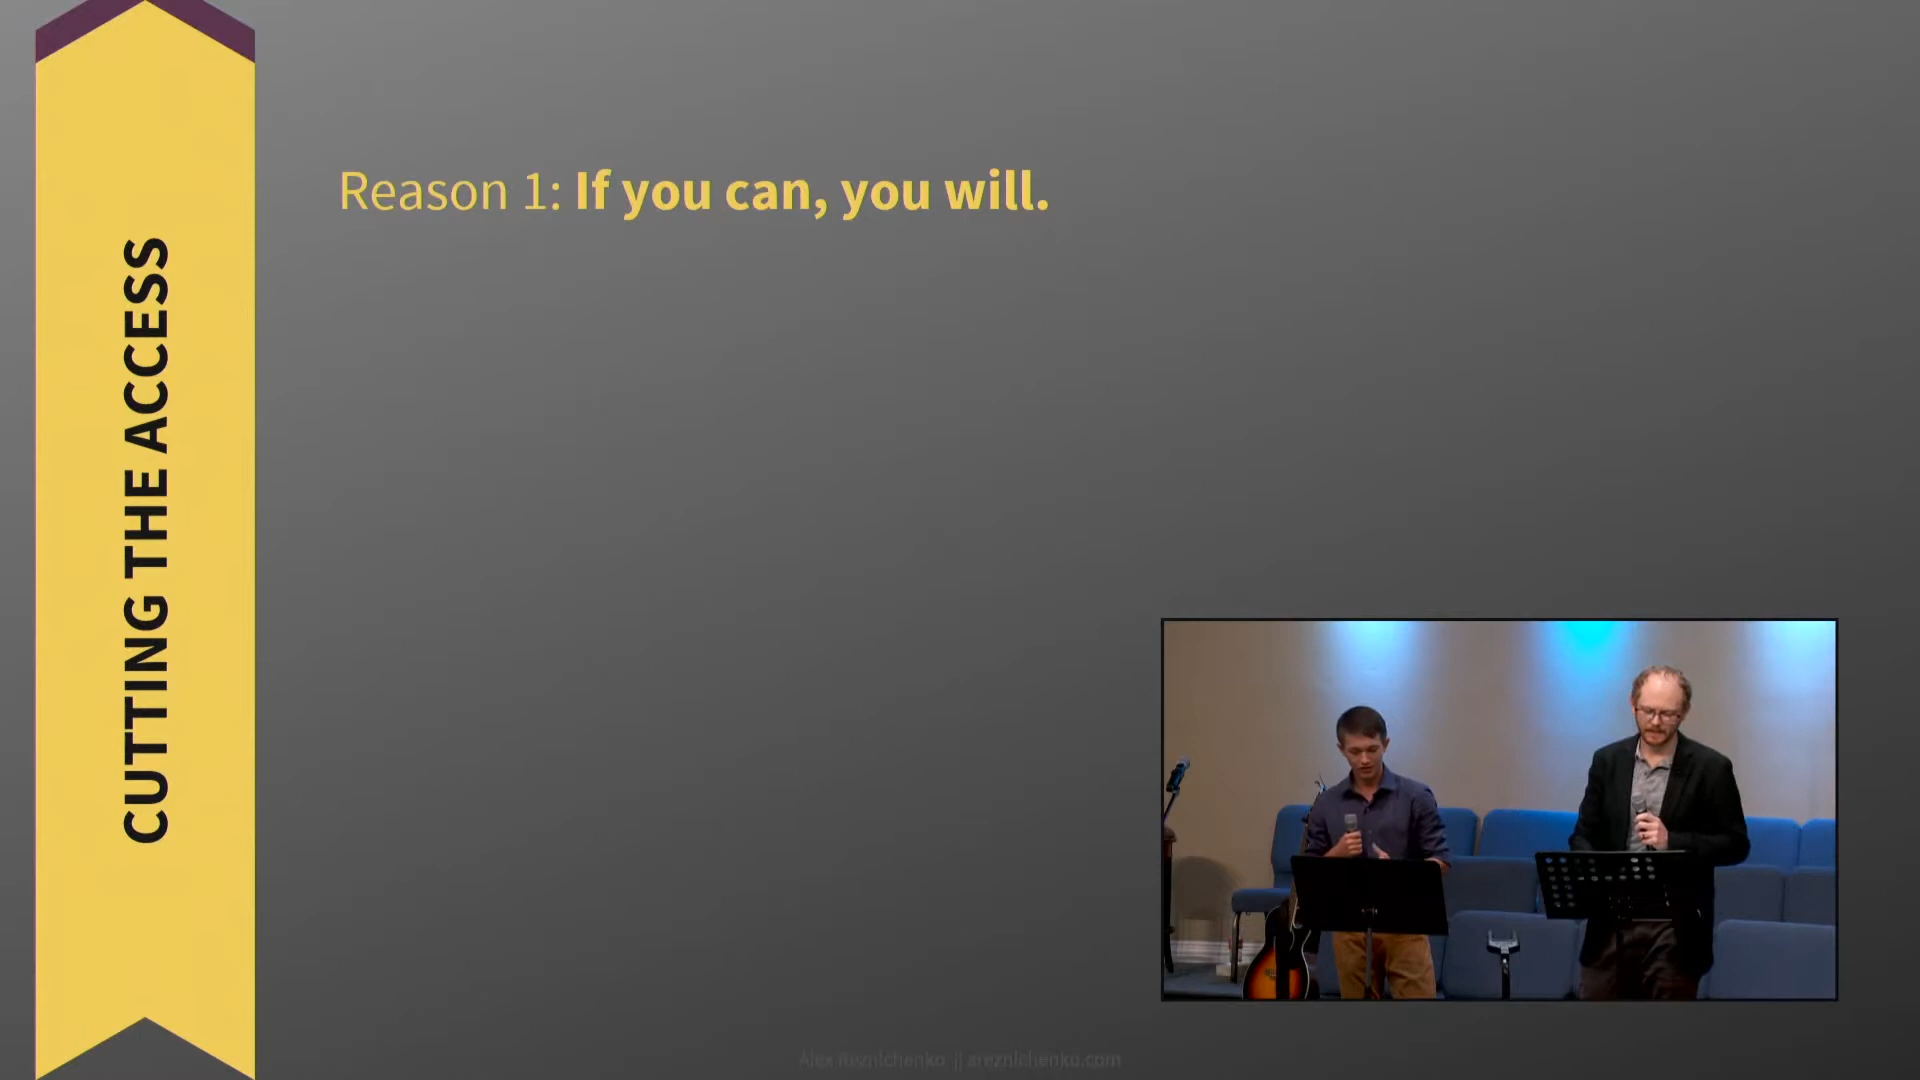 CUTTING THE ACCESS
Reason 1: If you can, you will.
Alex Reznichenko || areznichenko.com